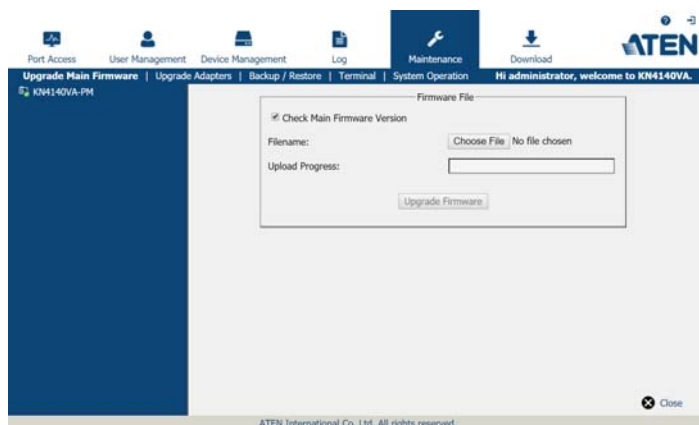 ATEN
Port Access User Management Device Management Log Maintenance Download
Upgrade Main Firmware | Upgrade Adapters | Backup / Restore | Terminal | System Operation Hi administrator, welcome to KN4140VA.
KN4140VA-PM
Firmware File
Check Main Firmware Version
Filename: Choose File No file chosen
Upload Progress:
Upgrade Firmware
Close
ATEN International Co. Ltd. All rights reserved.